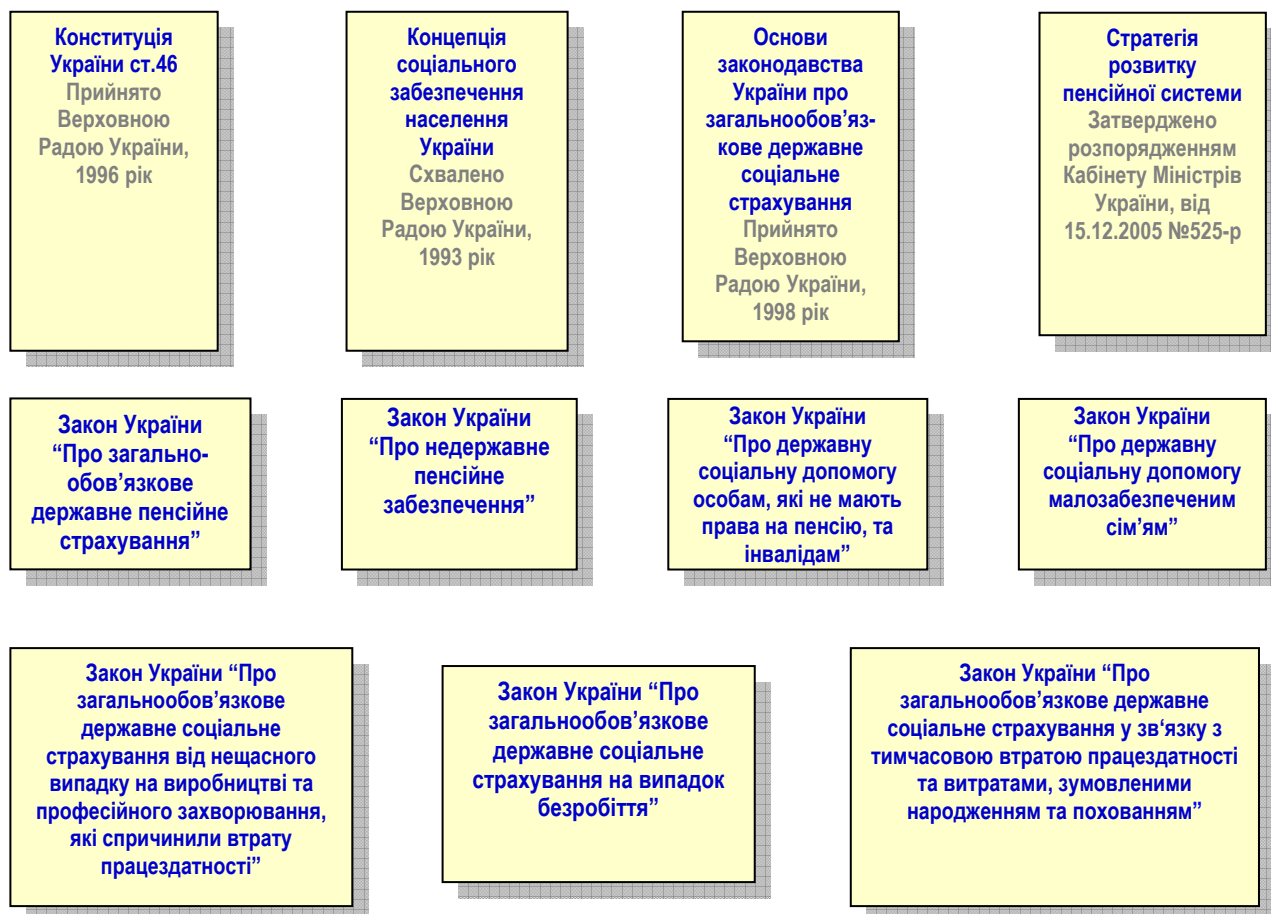 Конституція
України ст.46
Прийнято
Верховною
Радою України,
1996 рік
Концепція
соціального
забезпечення
населення
України
Схвалено
Верховною
Радою України,
1993 рік
Основи
законодавства
України про
загальнообов’яз-
кове державне
соціальне
страхування
Прийнято
Верховною
Радою України,
1998 рік
Стратегія
розвитку
пенсійної системи
Затверджено
розпорядженням
Кабінету Міністрів
України, від
15.12.2005 №525-р
Закон України
“Про загально-
обов’язкове
державне пенсійне
страхування”
Закон України
“Про недержавне
пенсійне
забезпечення”
Закон України
“Про державну
соціальну допомогу
особам, які не мають
права на пенсію, та
інвалідам”
Закон України
“Про державну
соціальну допомогу
малозабезпеченим
сім’ям”
Закон України “Про
загальнообов’язкове
державне соціальне
страхування від нещасного
випадку на виробництві та
професійного захворювання,
які спричинили втрату
працездатності”
Закон України “Про
загальнообов’язкове
державне соціальне
страхування на випадок
безробіття”
Закон України “Про
загальнообов’язкове державне
соціальне страхування у зв‘язку з
тимчасовою втратою працездатності
та витратами, зумовленими
народженням та похованням”